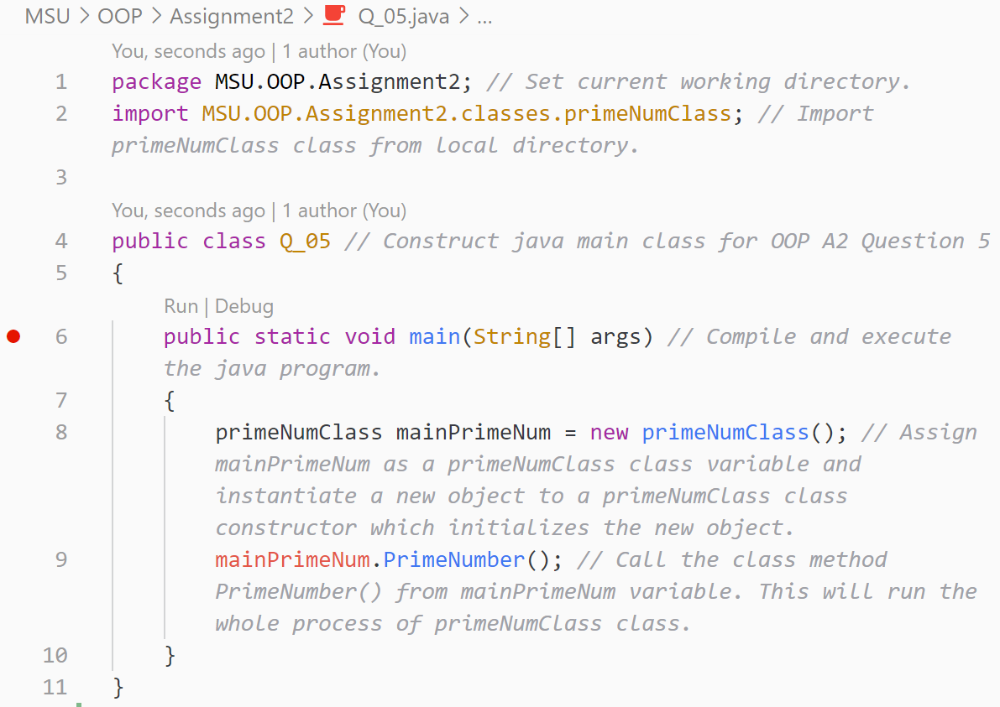 MSU > OOP > Assignment2 > Q_05.java > ...
You, seconds ago | 1 author (You)
1 package MSU.OOP.Assignment2; // Set current working directory.
2 import MSU.OOP.Assignment2.classes.primeNumClass; // Import
primeNumClass class from local directory.
3
You, seconds ago | 1 author (You)
4 public class Q_05 // Construct java main class for OOP A2 Question 5
5 {
Run | Debug
6 public static void main(String[] args) // Compile and execute
the java program.
7 {
8 primeNumClass mainPrimeNum = new primeNumClass(); // Assign
mainPrimeNum as a primeNumClass class variable and
instantiate a new object to a primeNumClass class
constructor which initializes the new object.
9 mainPrimeNum.PrimeNumber(); // Call the class method
PrimeNumber() from mainPrimeNum variable. This will run the
whole process of primeNumClass class.
10 }
11 }